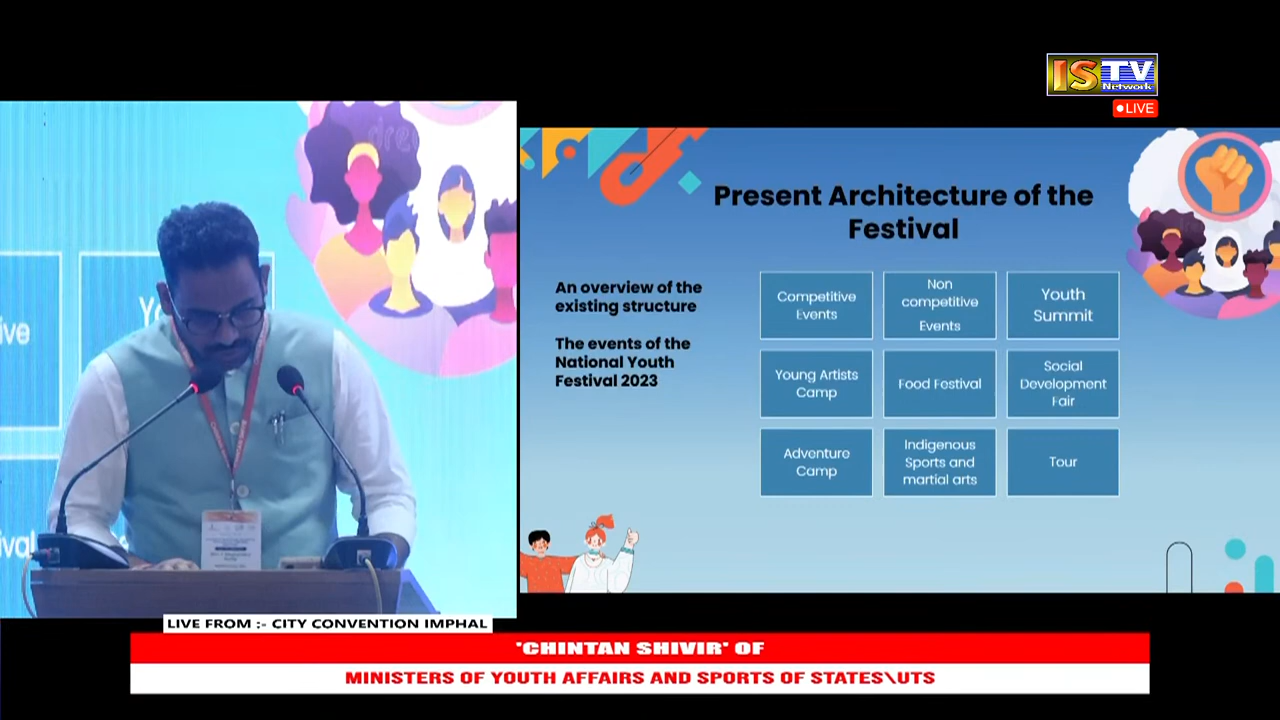 IS TV
Network
LIVE
Present Architecture of the
Festival
An overview of the
existing structure
The events of the
National Youth
Festival 2023
Competitive
Events
Non
competitive
Events
Youth
Summit
Young Artists
Camp
Food Festival
Social
Development
Fair
Adventure
Camp
Indigenous
Sports and
martial arts
Tour
LIVE FROM :- CITY CONVENTION IMPHAL
'CHINTAN SHIVIR' OF
MINISTERS OF YOUTH AFFAIRS AND SPORTS OF STATES\UTS